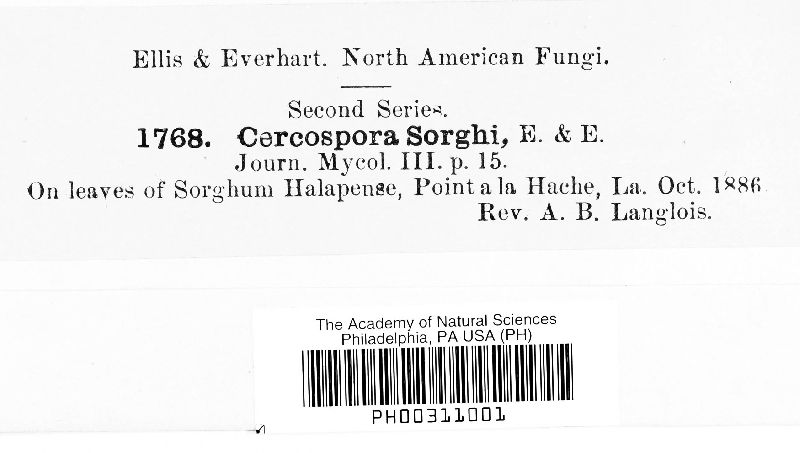 Ellis & Everhart. North American Fungi.
Second Series.
1768. Cercospora Sorghi, E. & E.
Journ. Mycol. III. p. 15.
On leaves of Sorghum Halapense, Point a la Hache, La. Oct. 1886
Rev. A. B. Langlois.
The Academy of Natural Sciences
Philadelphia, PA USA (PH)
PH00311001